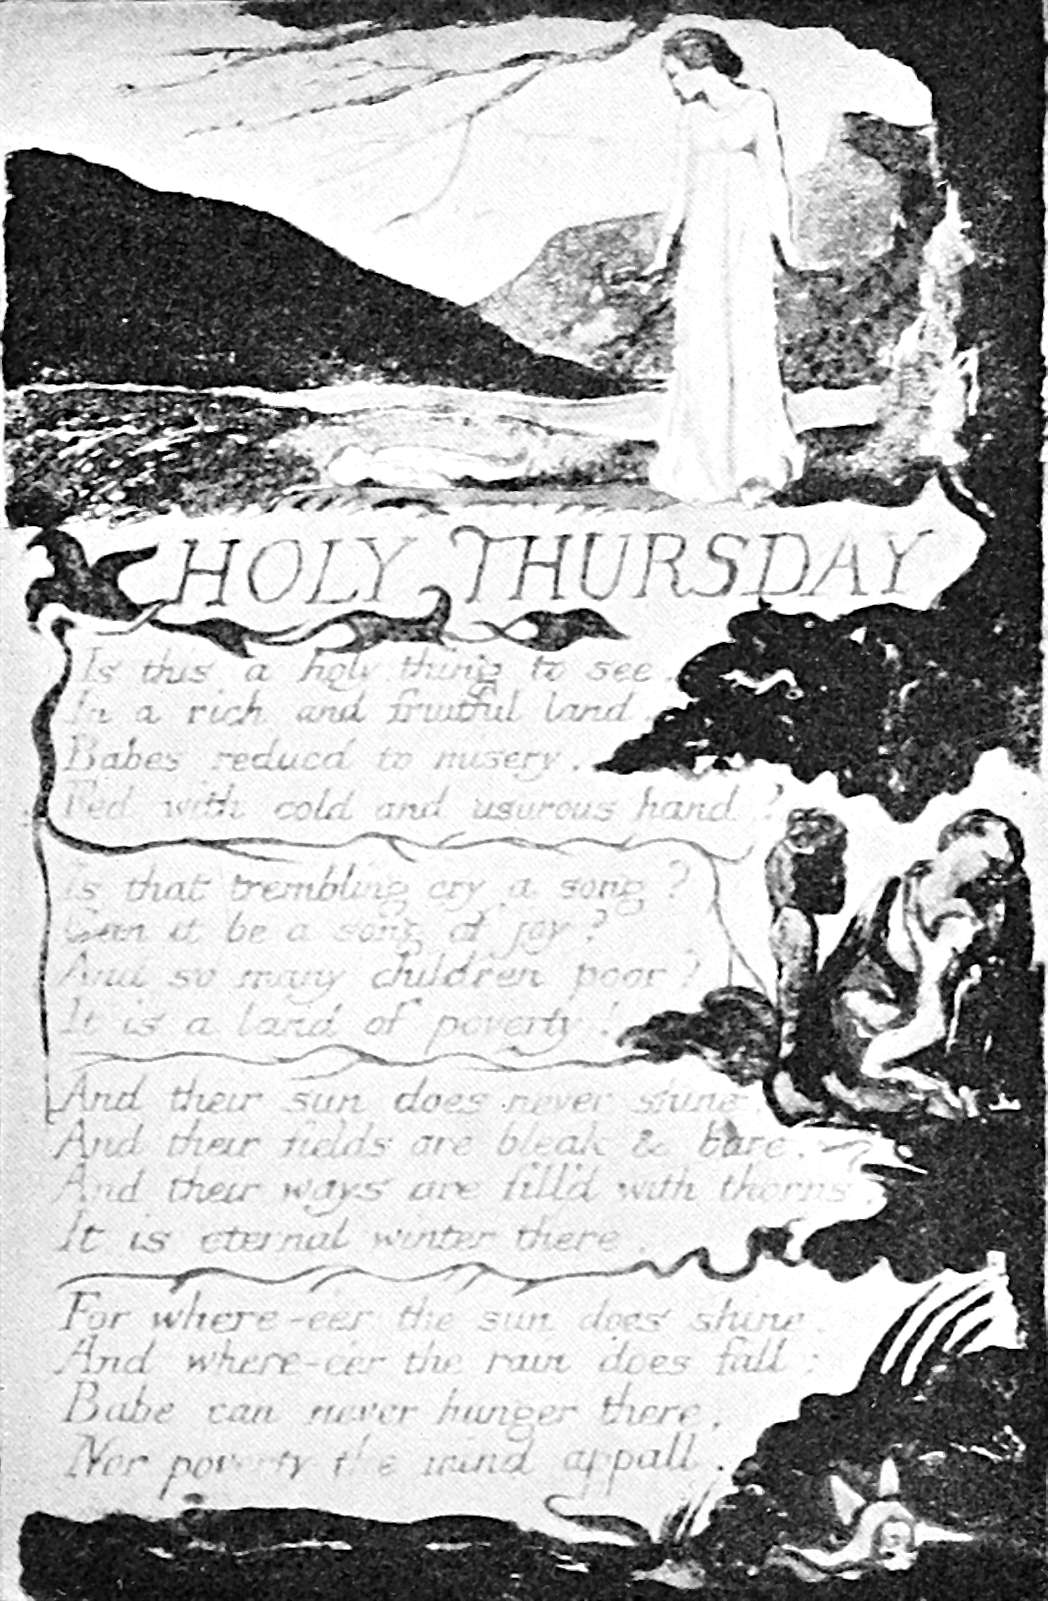 HOLY THURSDAY
Is this a holy thing to see.
In a rich and fruitful land.
Babes reducd to misery.
Fed with cold and usurous hand?
Is that trembling cry a song?
Can it be a song of joy?
And so many children poor?
It is a land of poverty!
And their sun does never shine.
And their fields are bleak & bare.
And their ways are fill'd with thorns
It is eternal winter there.
For where-eer the sun does shine.
And where-e'er the rain does fall:
Babe can never hunger there,
Nor poverty the mind appall.